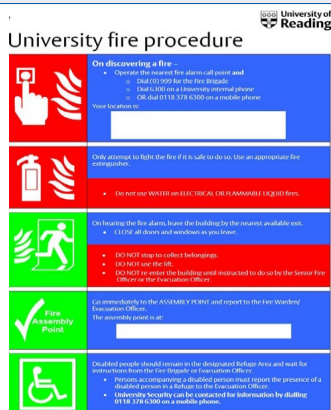 University of
Reading
University fire procedure
On discovering a fire –
• Operate the nearest fire alarm call point and
o Dial (0) 999 for the Fire Brigade
o Dial 6300 on a University internal phone
o OR dial 0118 378 6300 on a mobile phone
Your location is:
Only attempt to fight the fire if it is safe to do so. Use an appropriate fire
extinguisher.
• Do not use WATER on ELECTRICAL OR FLAMMABLE LIQUID fires.
On hearing the fire alarm, leave the building by the nearest available exit.
• CLOSE all doors and windows as you leave.
• DO NOT stop to collect belongings.
• DO NOT use the lift.
• DO NOT re-enter the building until instructed to do so by the Senior Fire
Officer or the Evacuation Officer.
Fire
Assembly
Point
Go immediately to the ASSEMBLY POINT and report to the Fire Warden/
Evacuation Officer.
The assembly point is at:
Disabled people should remain in the designated Refuge Area and wait for
instructions from the Fire Brigade or Evacuation Officer.
• Persons accompanying a disabled person must report the presence of a
disabled person in a Refuge to the Evacuation Officer.
• University Security can be contacted for information by dialling
0118 378 6300 on a mobile phone.